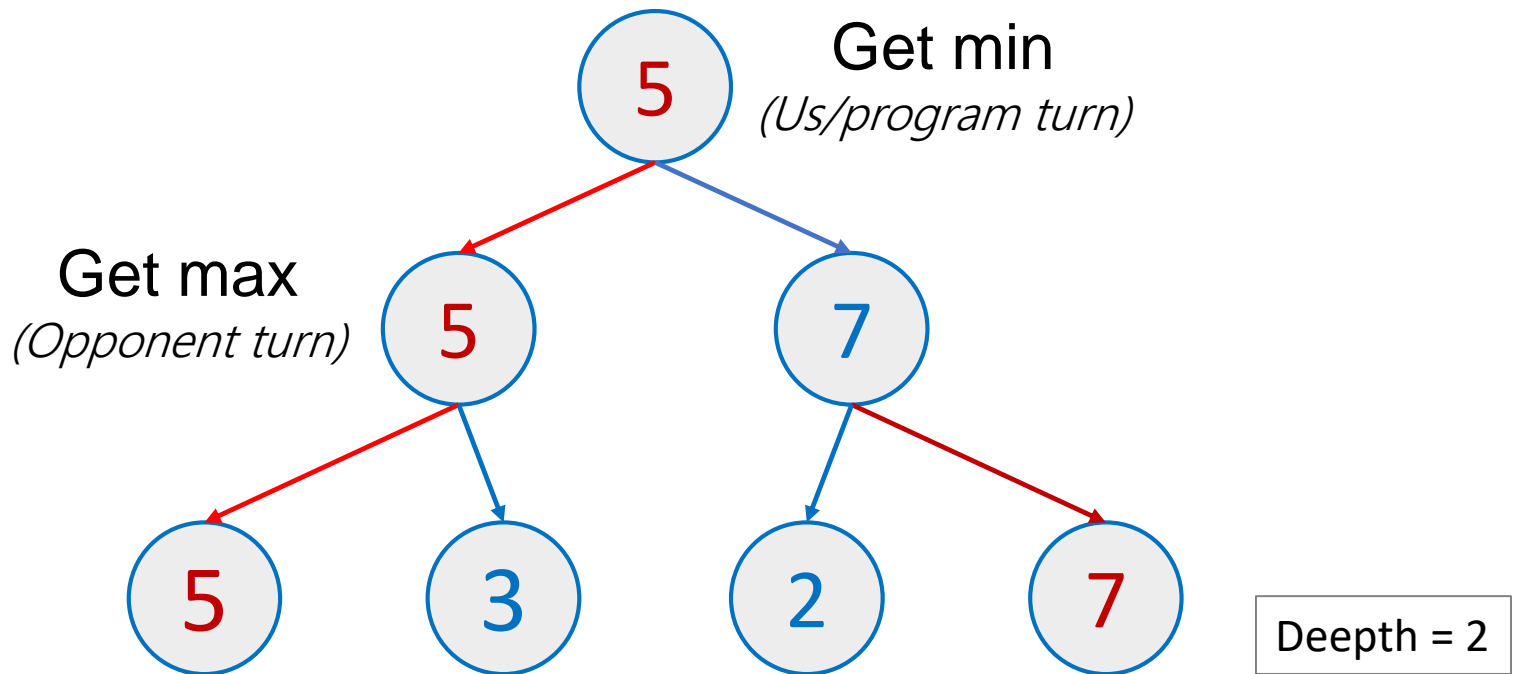 5
Get min
(Us/program turn)
Get max
(Opponent turn)
5
7
5
3
2
7
Deepth = 2